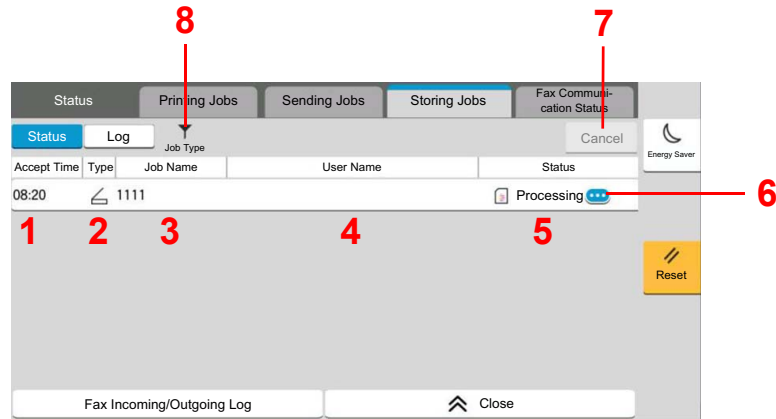 8
7
Status
Printing Jobs
Sending Jobs
Storing Jobs
Fax Communi-
cation Status
Status
Log
Job Type
Cancel
Energy Saver
Accept Time
Type
Job Name
User Name
Status
08:20
1111
Processing
6
1
2
3
4
5
Reset
Fax Incoming/Outgoing Log
Close